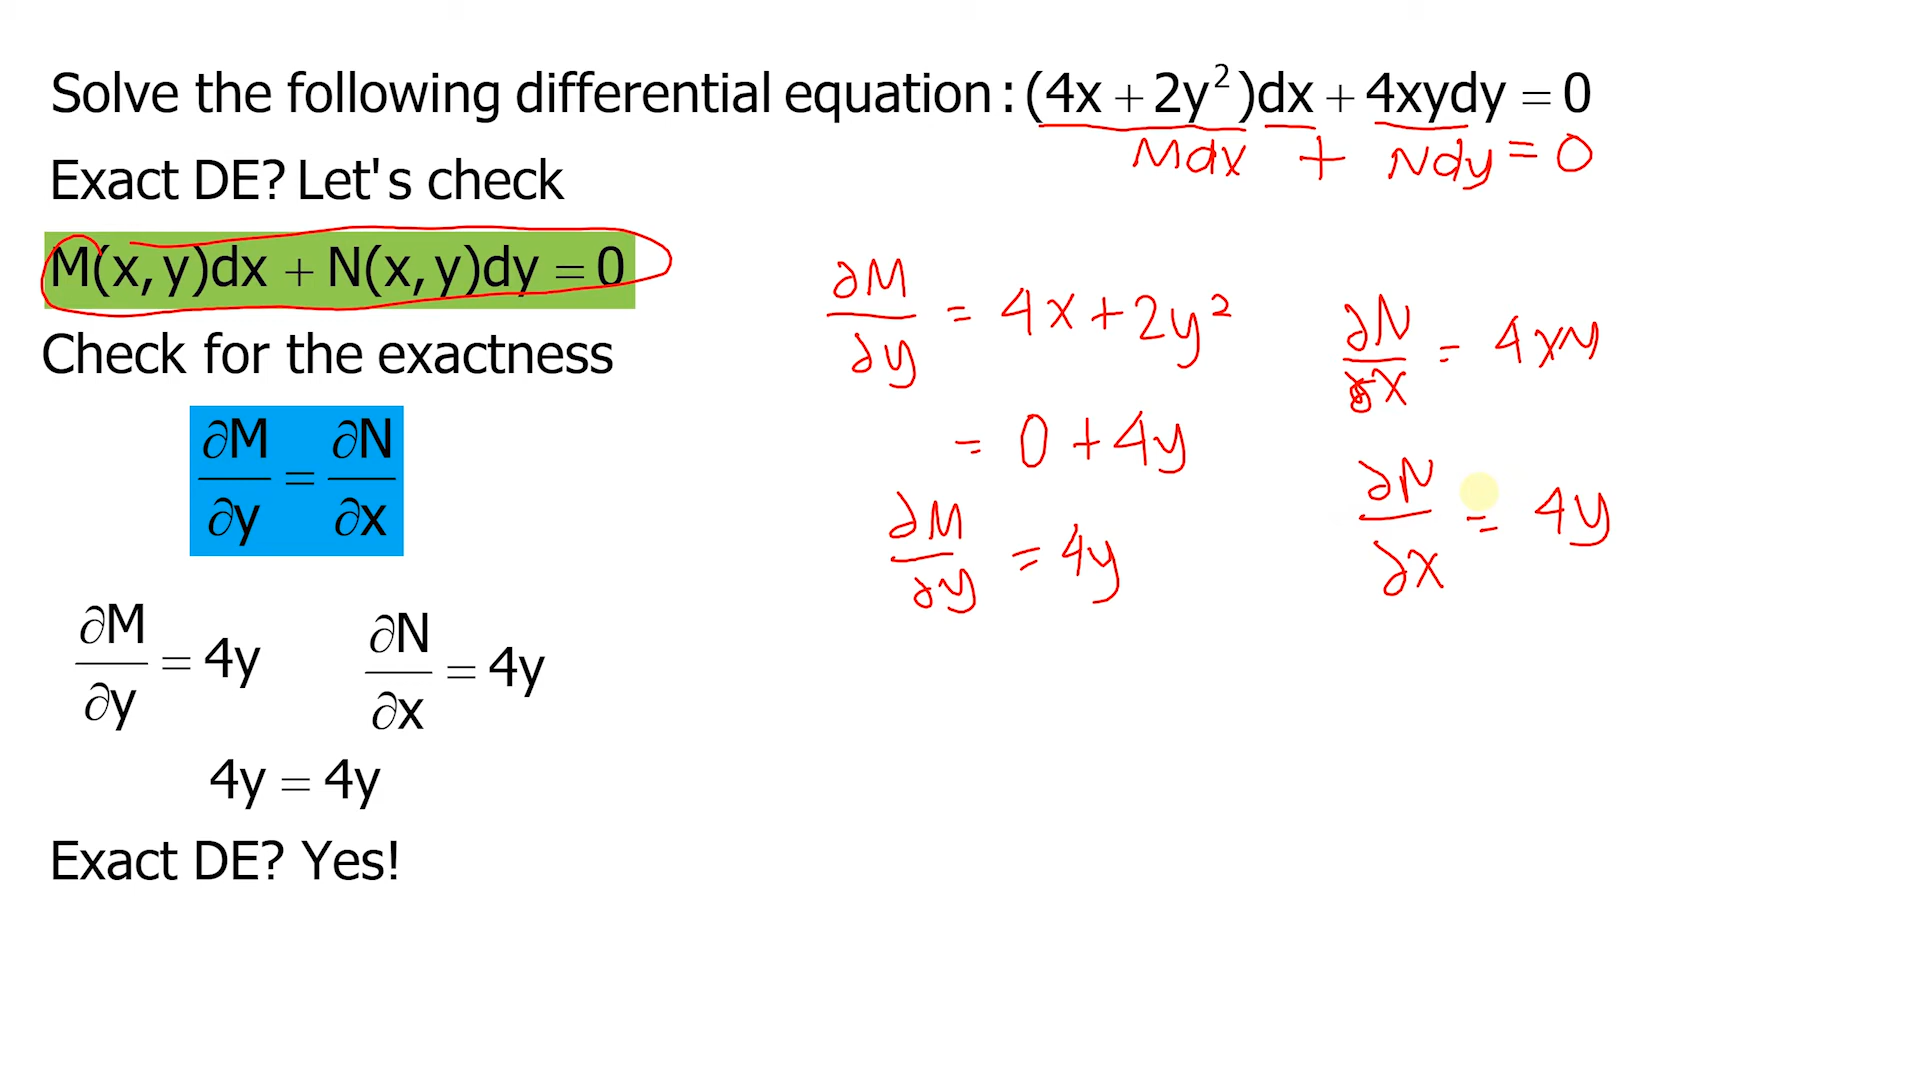 Solve the following differential equation : (4x + 2y²)dx + 4xydy = 0
Mdx + Ndy = 0
Exact DE? Let's check
M(x, y)dx + N(x, y)dy = 0
Check for the exactness
∂M/∂y = ∂N/∂x
∂M/∂y = 4y ∂N/∂x = 4y
4y = 4y
Exact DE? Yes!
∂M/∂y = 4x + 2y²
= 0 + 4y
∂M/∂y = 4y
∂N/∂x = 4xy
∂N/∂x = 4y